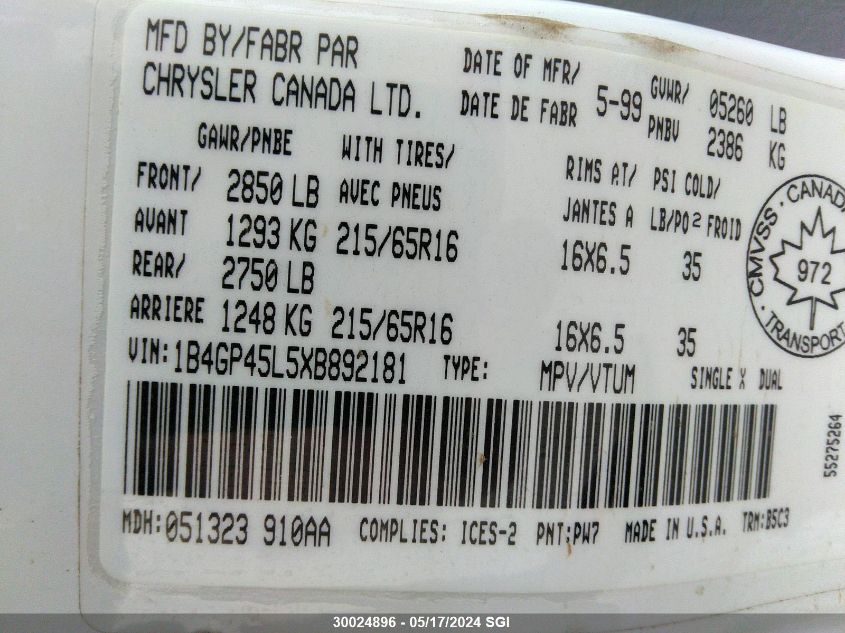 MFD BY/FABR PAR
CHRYSLER CANADA LTD.
DATE OF MFR/
DATE DE FABR 5-99
GVWR/ 05260 LB
PNBV 2386 KG
GAWR/PNBE WITH TIRES/ RIMS AT/ PSI COLD/
FRONT/ 2850 LB AVEC PNEUS JANTES A LB/PO² FROID
AVANT 1293 KG 215/65R16 16X6.5 35
REAR/ 2750 LB
ARRIERE 1248 KG 215/65R16 16X6.5 35
VIN:1B4GP45L5XB892181 TYPE: MPV/VTUM SINGLE X DUAL
CMVSS · CANADA
972
TRANSPORT
55275264
MDH:051323 910AA COMPLIES: ICES-2 PNT:PW7 MADE IN U.S.A. TRM:B5C3
30024896 - 05/17/2024 SGI